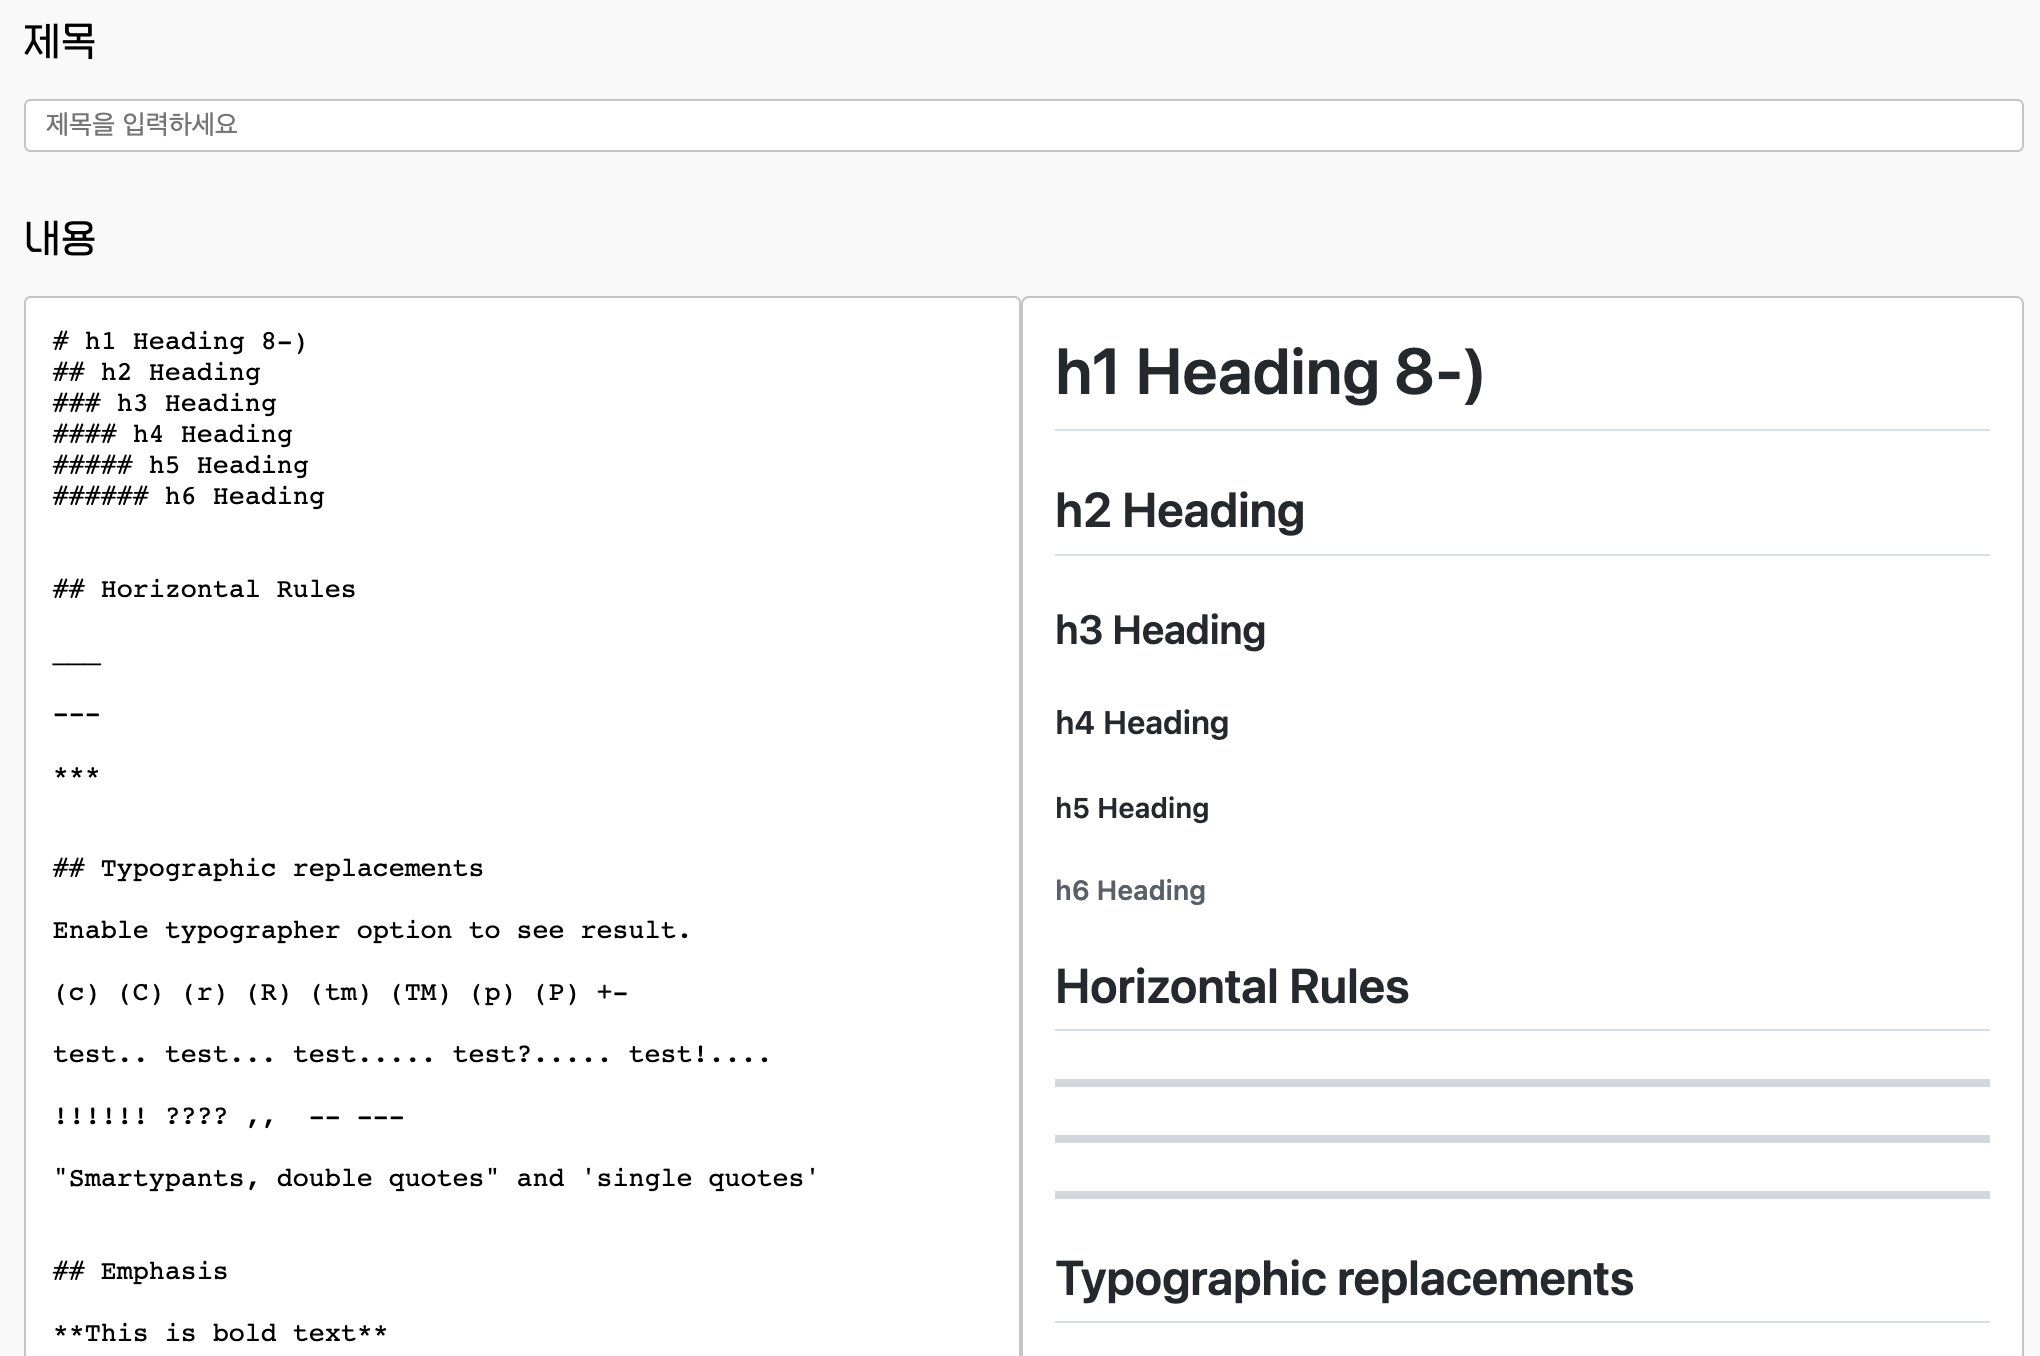 제목
제목을 입력하세요
내용
# h1 Heading 8-)
## h2 Heading
### h3 Heading
#### h4 Heading
##### h5 Heading
###### h6 Heading
## Horizontal Rules
___
---
***
## Typographic replacements
Enable typographer option to see result.
(c) (C) (r) (R) (tm) (TM) (p) (P) +-
test.. test... test..... test?..... test!....
!!!!!! ???? ,,  -- ---
"Smartypants, double quotes" and 'single quotes'
## Emphasis
**This is bold text**
h1 Heading 8-)
h2 Heading
h3 Heading
h4 Heading
h5 Heading
h6 Heading
Horizontal Rules
Typographic replacements